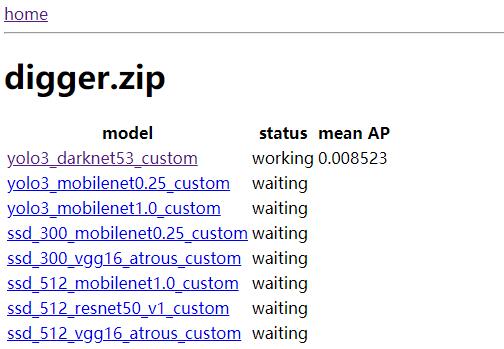 home
digger.zip
model status mean AP
yolo3_darknet53_custom working 0.008523
yolo3_mobilenet0.25_custom waiting
yolo3_mobilenet1.0_custom waiting
ssd_300_mobilenet0.25_custom waiting
ssd_300_vgg16_atrous_custom waiting
ssd_512_mobilenet1.0_custom waiting
ssd_512_resnet50_v1_custom waiting
ssd_512_vgg16_atrous_custom waiting